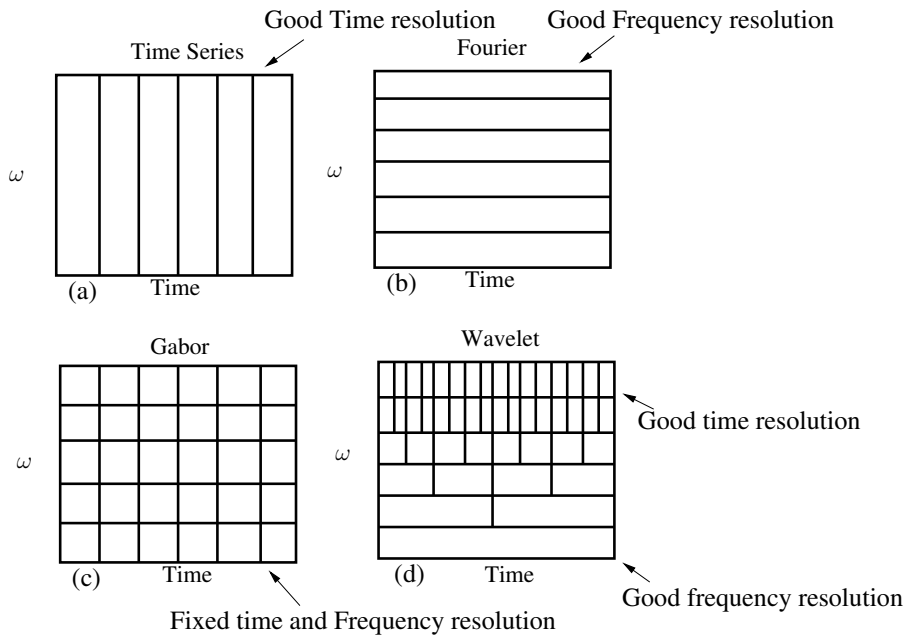 Good Time resolution
Good Frequency resolution
Time Series
Fourier
ω
ω
(a)
Time
(b)
Time
Gabor
Wavelet
Good time resolution
ω
ω
(c)
Time
(d)
Time
Good frequency resolution
Fixed time and Frequency resolution